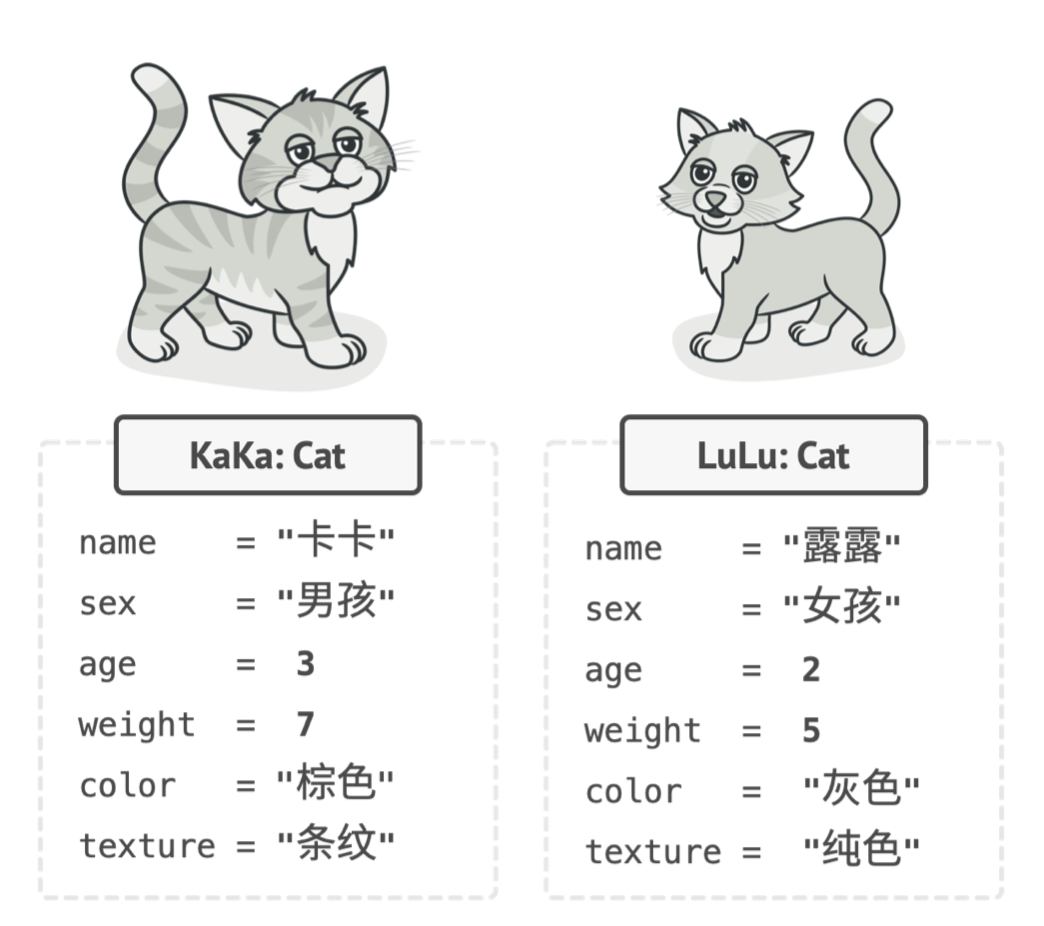 KaKa: Cat
name = "卡卡"
sex = "男孩"
age = 3
weight = 7
color = "棕色"
texture = "条纹"
LuLu: Cat
name = "露露"
sex = "女孩"
age = 2
weight = 5
color = "灰色"
texture = "纯色"